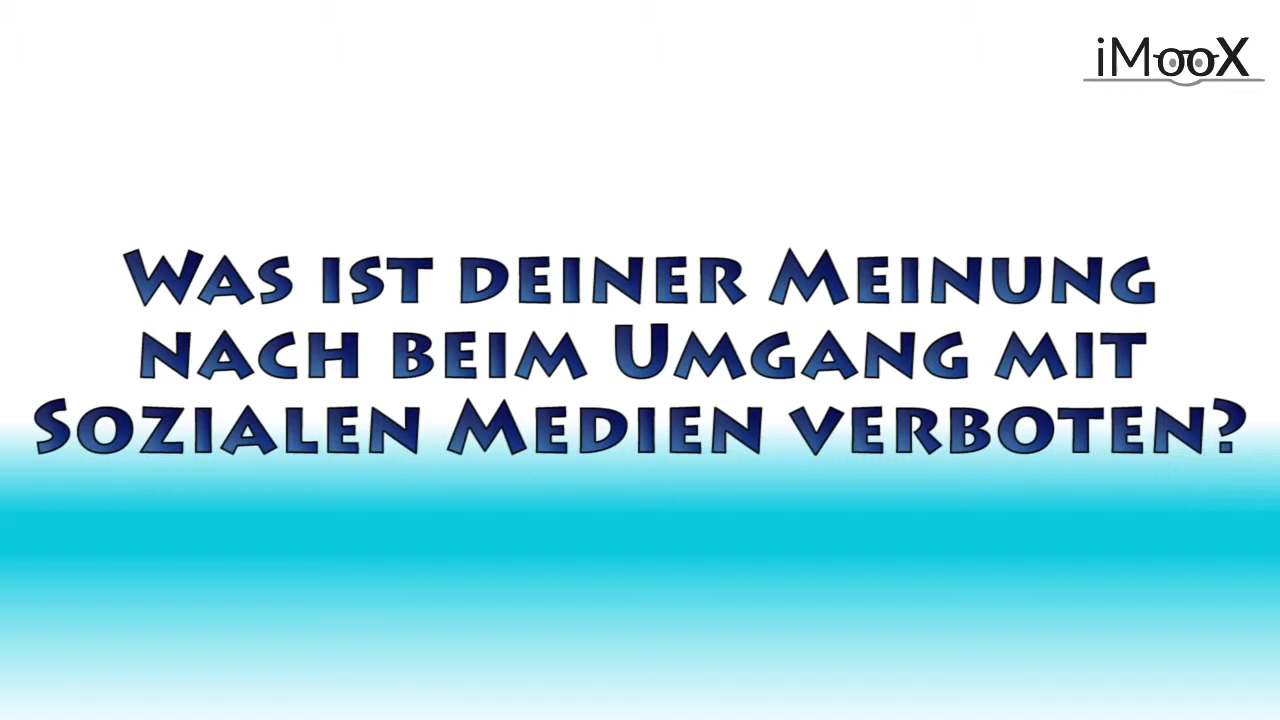 iMooX
Was ist deiner Meinung
nach beim Umgang mit
Sozialen Medien verboten?